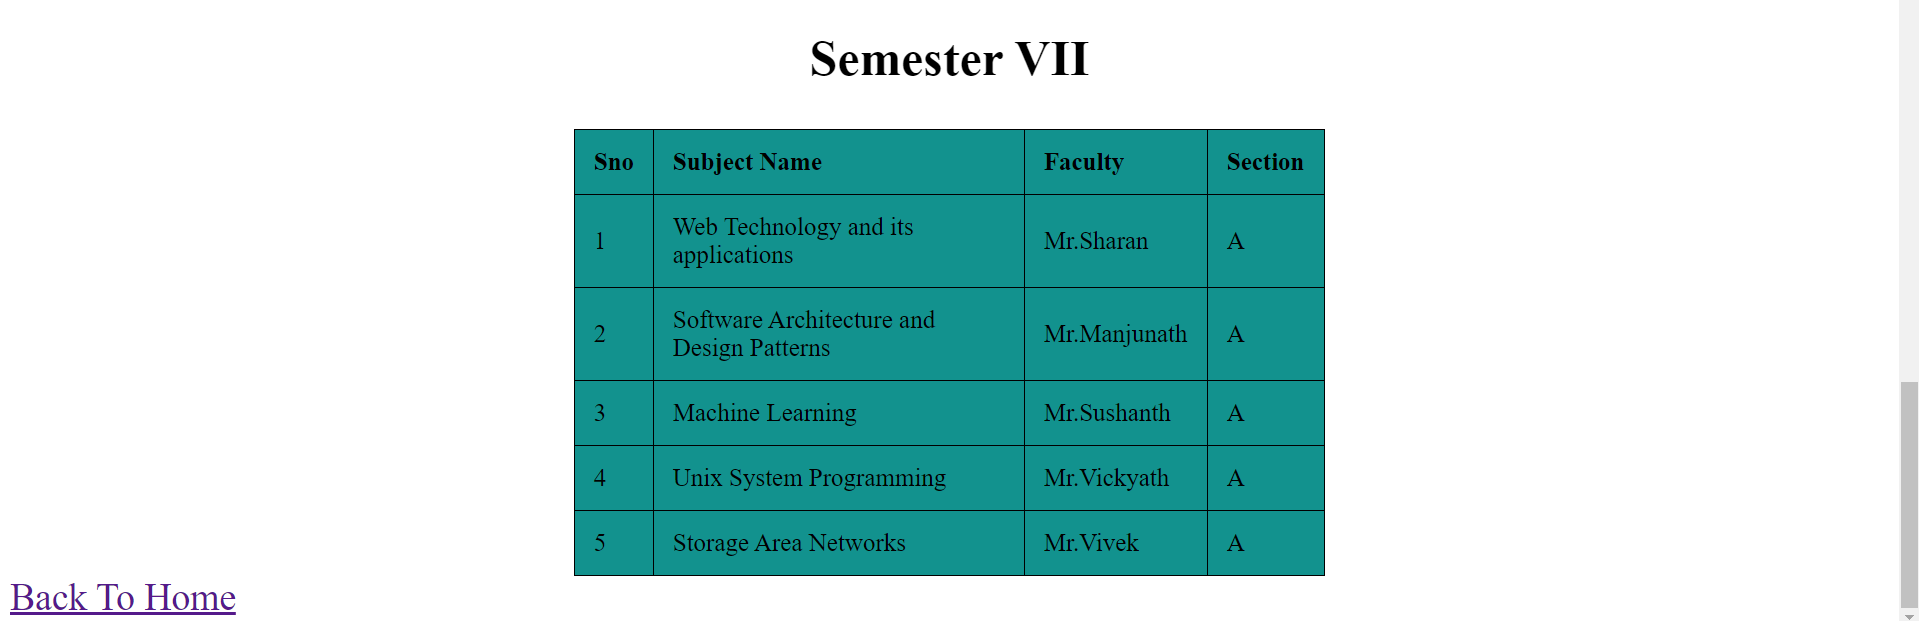 Semester VII
Sno Subject Name Faculty Section
1 Web Technology and its applications Mr.Sharan A
2 Software Architecture and Design Patterns Mr.Manjunath A
3 Machine Learning Mr.Sushanth A
4 Unix System Programming Mr.Vickyath A
5 Storage Area Networks Mr.Vivek A
Back To Home